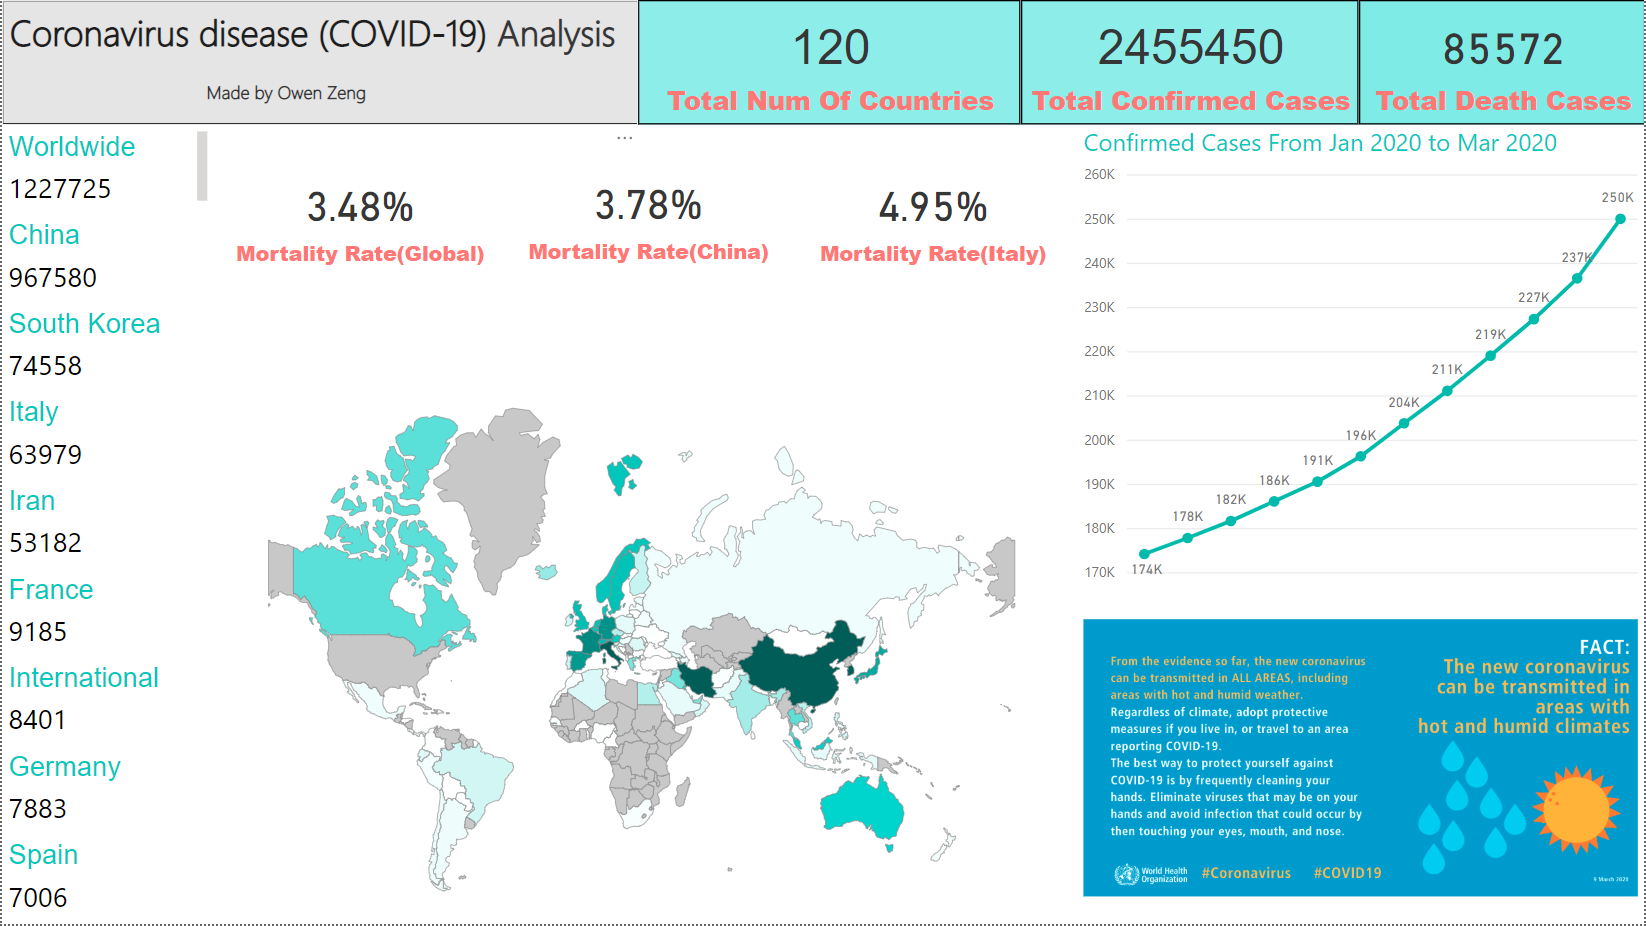 Coronavirus disease (COVID-19) Analysis
Made by Owen Zeng
120
Total Num Of Countries
2455450
Total Confirmed Cases
85572
Total Death Cases
Worldwide
1227725
China
967580
South Korea
74558
Italy
63979
Iran
53182
France
9185
International
8401
Germany
7883
Spain
7006
...
3.48%
Mortality Rate(Global)
3.78%
Mortality Rate(China)
4.95%
Mortality Rate(Italy)
Confirmed Cases From Jan 2020 to Mar 2020
260K
250K
240K
230K
220K
210K
200K
190K
180K
170K
174K
178K
182K
186K
191K
196K
204K
211K
219K
227K
237K
250K
From the evidence so far, the new coronavirus
can be transmitted in ALL AREAS, including
areas with hot and humid weather.
Regardless of climate, adopt protective
measures if you live in, or travel to an area
reporting COVID-19.
The best way to protect yourself against
COVID-19 is by frequently cleaning your
hands. Eliminate viruses that may be on your
hands and avoid infection that could occur by
then touching your eyes, mouth, and nose.
FACT:
The new coronavirus
can be transmitted in
areas with
hot and humid climates
World Health
Organization
#Coronavirus
#COVID19
9 March 2020